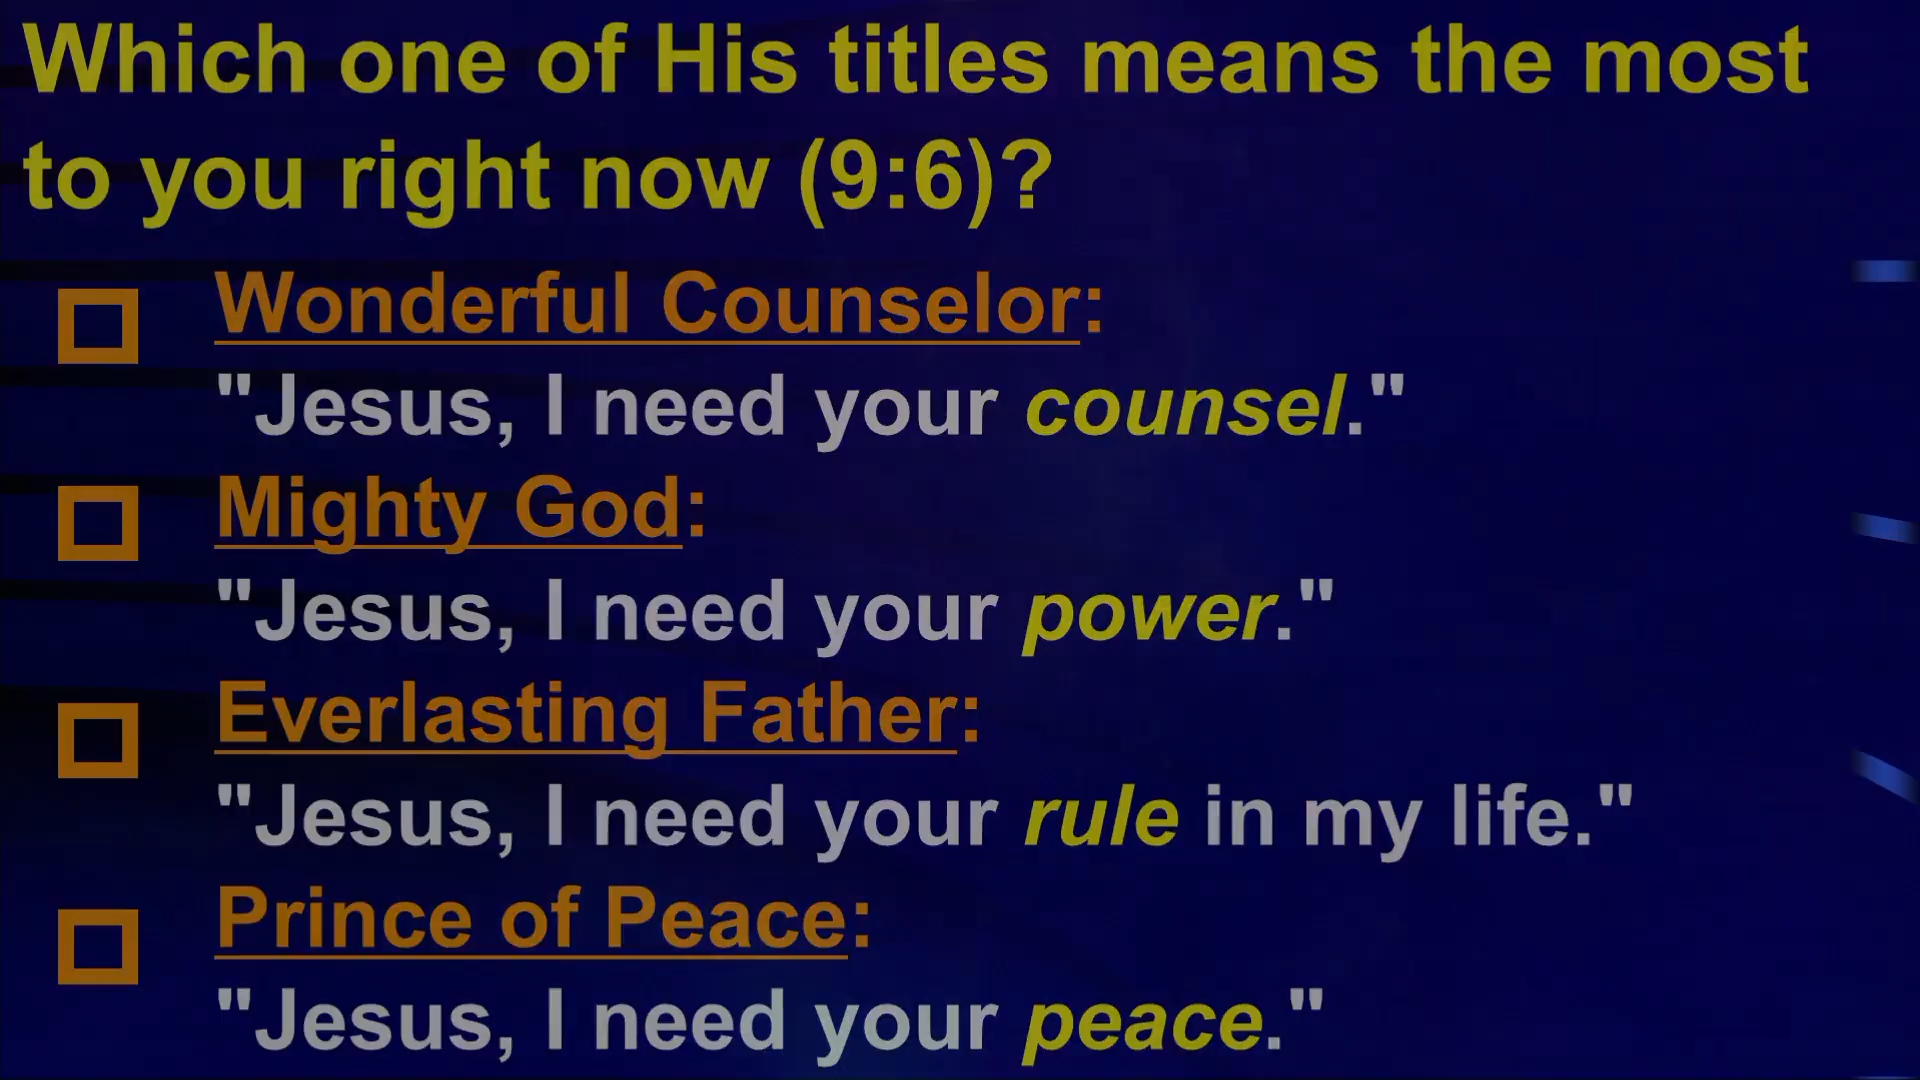 Which one of His titles means the most
to you right now (9:6)?
Wonderful Counselor:
"Jesus, I need your counsel."
Mighty God:
"Jesus, I need your power."
Everlasting Father:
"Jesus, I need your rule in my life."
Prince of Peace:
"Jesus, I need your peace."